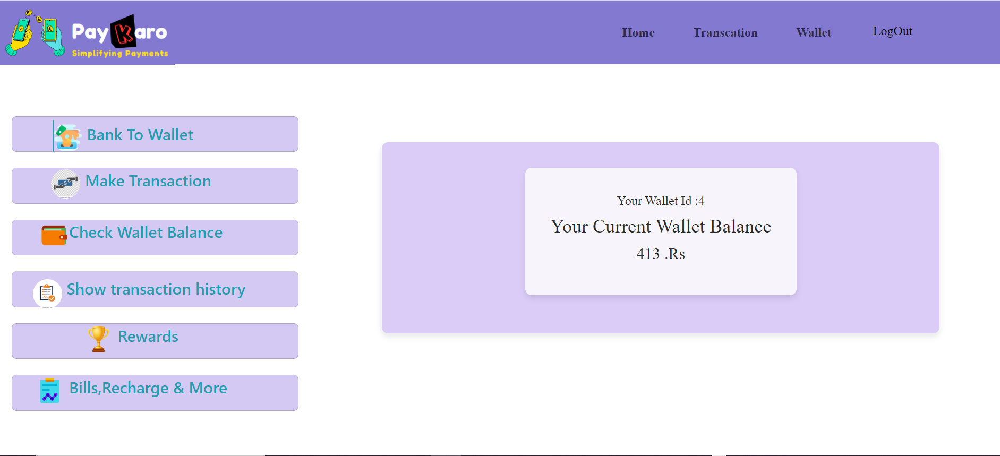 PayKaro
Simplifying Payments
Home
Transcation
Wallet
LogOut
Bank To Wallet
Make Transaction
Check Wallet Balance
Show transaction history
Rewards
Bills,Recharge & More
Your Wallet Id :4
Your Current Wallet Balance
413 .Rs